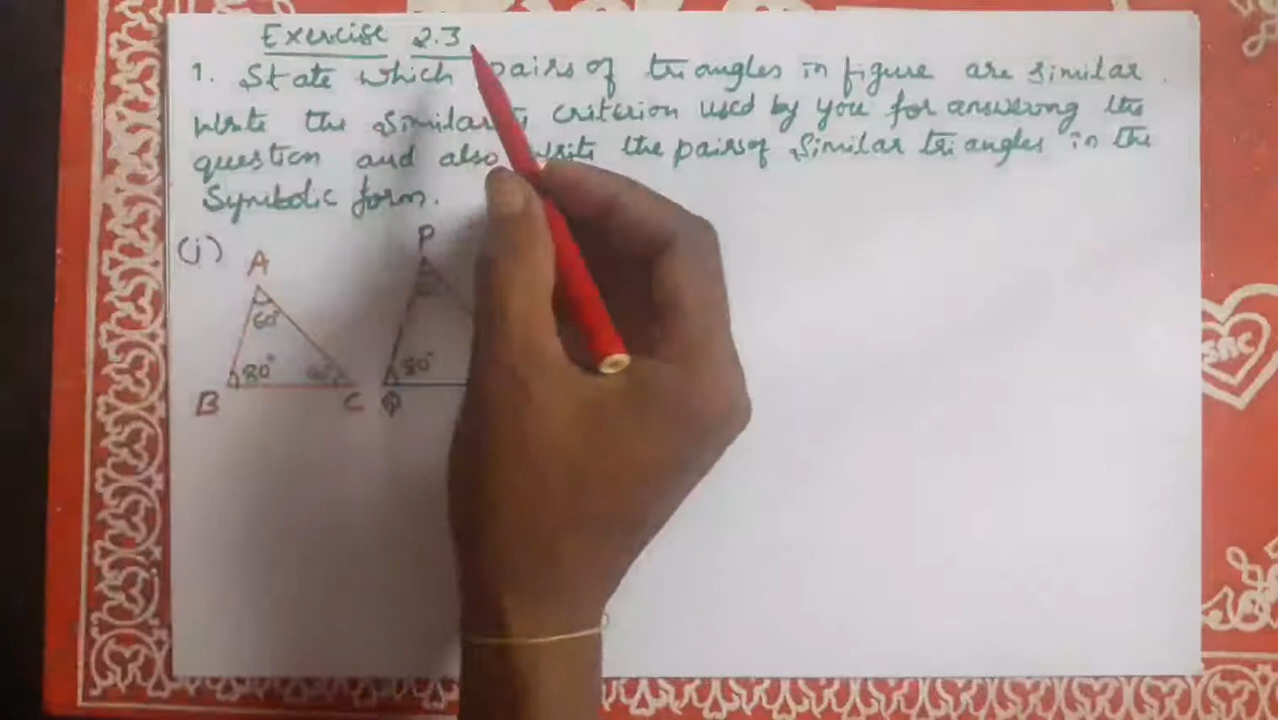 Exercise 2.3
1. State which pairs of triangles in figure are similar.
Write the similarity criterion used by you for answering the
question and also write the pairs of similar triangles in the
symbolic form.
(i)
A
P
60°
80°
80°
B
C
Q
SRC